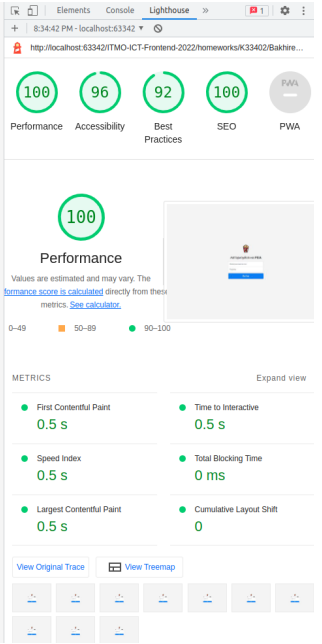 Elements Console Lighthouse » 1
+ 8:34:42 PM - localhost:63342
http://localhost:63342/ITMO-ICT-Frontend-2022/homeworks/K33402/Bakhire...
100 96 92 100 PWA
Performance Accessibility Best Practices SEO PWA
100
Performance
Values are estimated and may vary. The
formance score is calculated directly from these
metrics. See calculator.
0–49 50–89 90–100
METRICS Expand view
First Contentful Paint Time to Interactive
0.5 s 0.5 s
Speed Index Total Blocking Time
0.5 s 0 ms
Largest Contentful Paint Cumulative Layout Shift
0.5 s 0
View Original Trace View Treemap